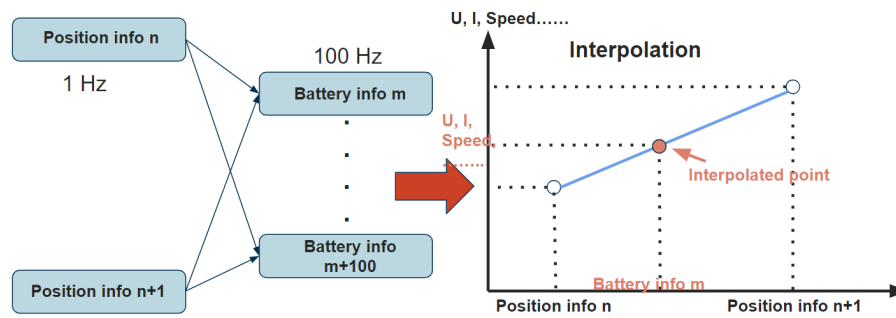 Position info n
1 Hz
100 Hz
Battery info m
Battery info
m+100
Position info n+1
U, I, Speed......
Interpolation
U, I,
Speed,
........
Interpolated point
Battery info m
Position info n
Position info n+1